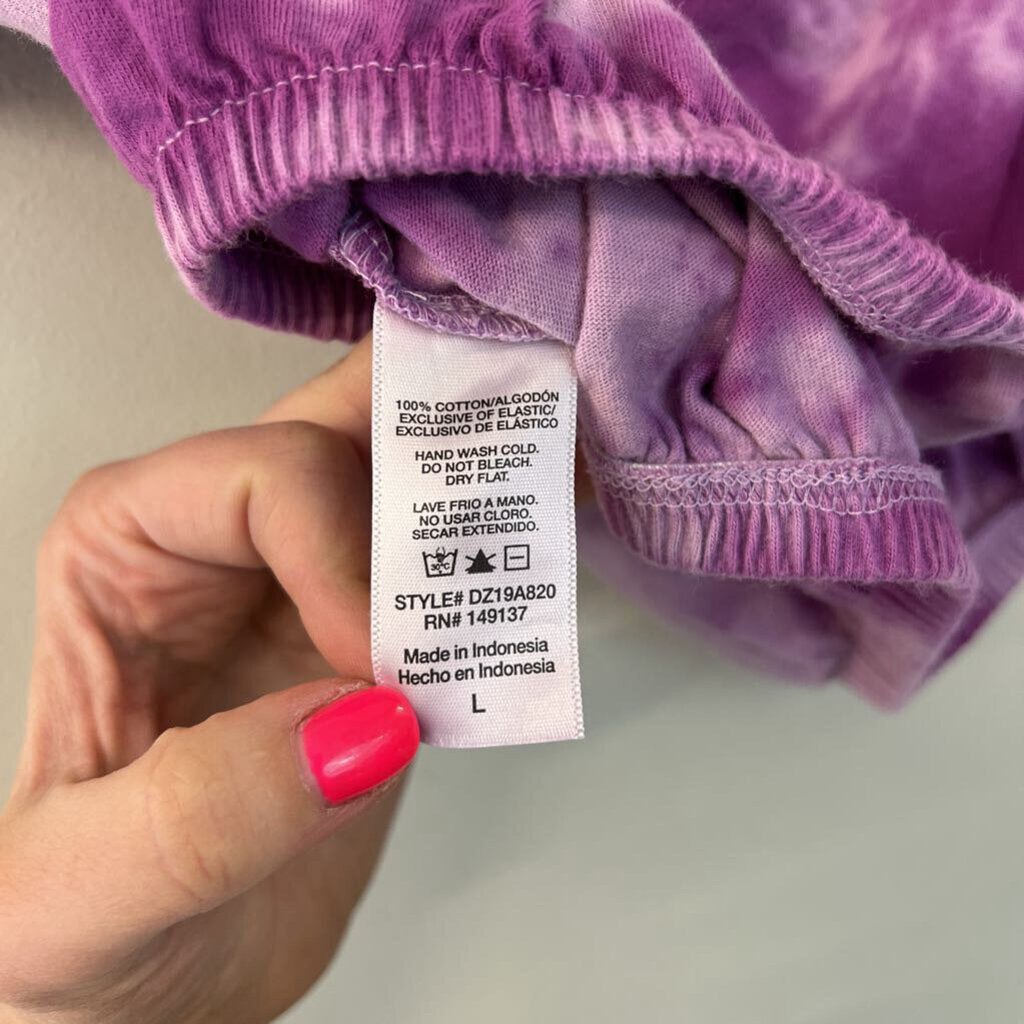 100% COTTON/ALGODÓN
EXCLUSIVE OF ELASTIC/
EXCLUSIVO DE ELÁSTICO
HAND WASH COLD.
DO NOT BLEACH.
DRY FLAT.
LAVE FRIO A MANO.
NO USAR CLORO.
SECAR EXTENDIDO.
30°C
STYLE# DZ19A820
RN# 149137
Made in Indonesia
Hecho en Indonesia
L